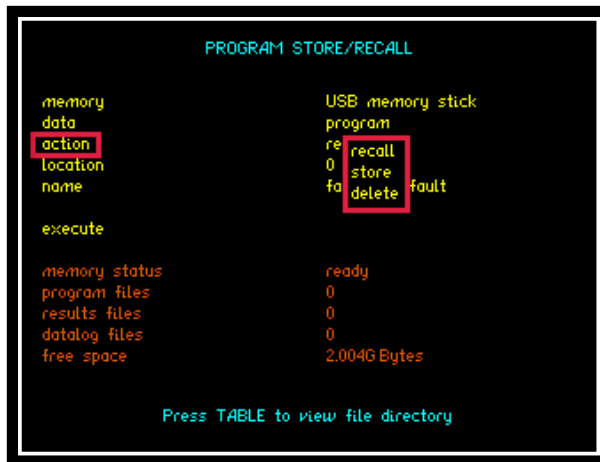 PROGRAM STORE/RECALL
memory USB memory stick
data program
action re
recall
location 0
store
name fa fault
delete
execute
memory status ready
program files 0
results files 0
datalog files 0
free space 2.004G Bytes
Press TABLE to view file directory